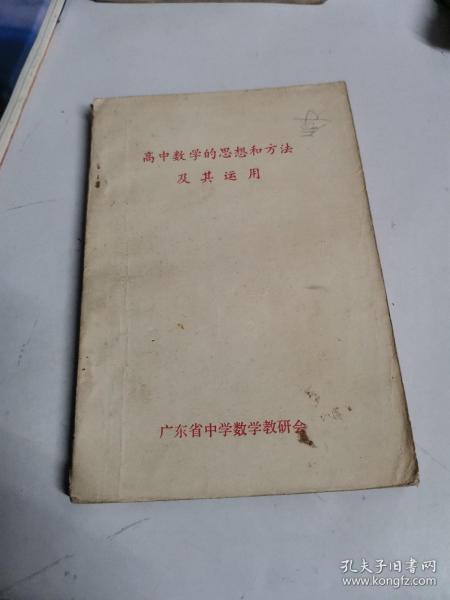 高中数学的思想和方法
及其运用
广东省中学数学教研会
孔夫子旧书网
www.kongfz.com